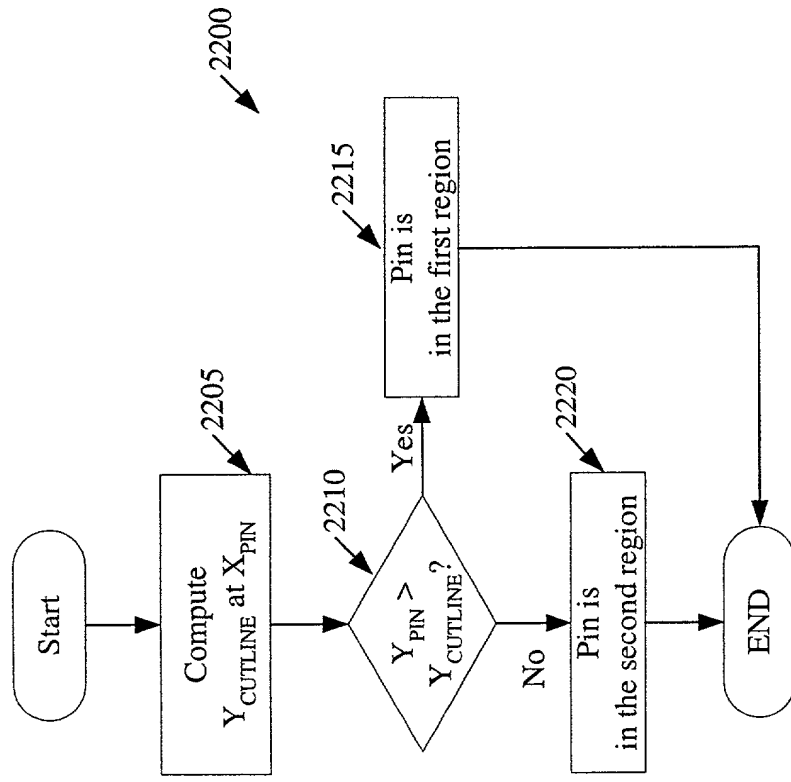 2200
Start
2205
Compute
Y_CUTLINE at X_PIN
2210
Y_PIN >
Y_CUTLINE?
Yes
2215
Pin is
in the first region
No
2220
Pin is
in the second region
END